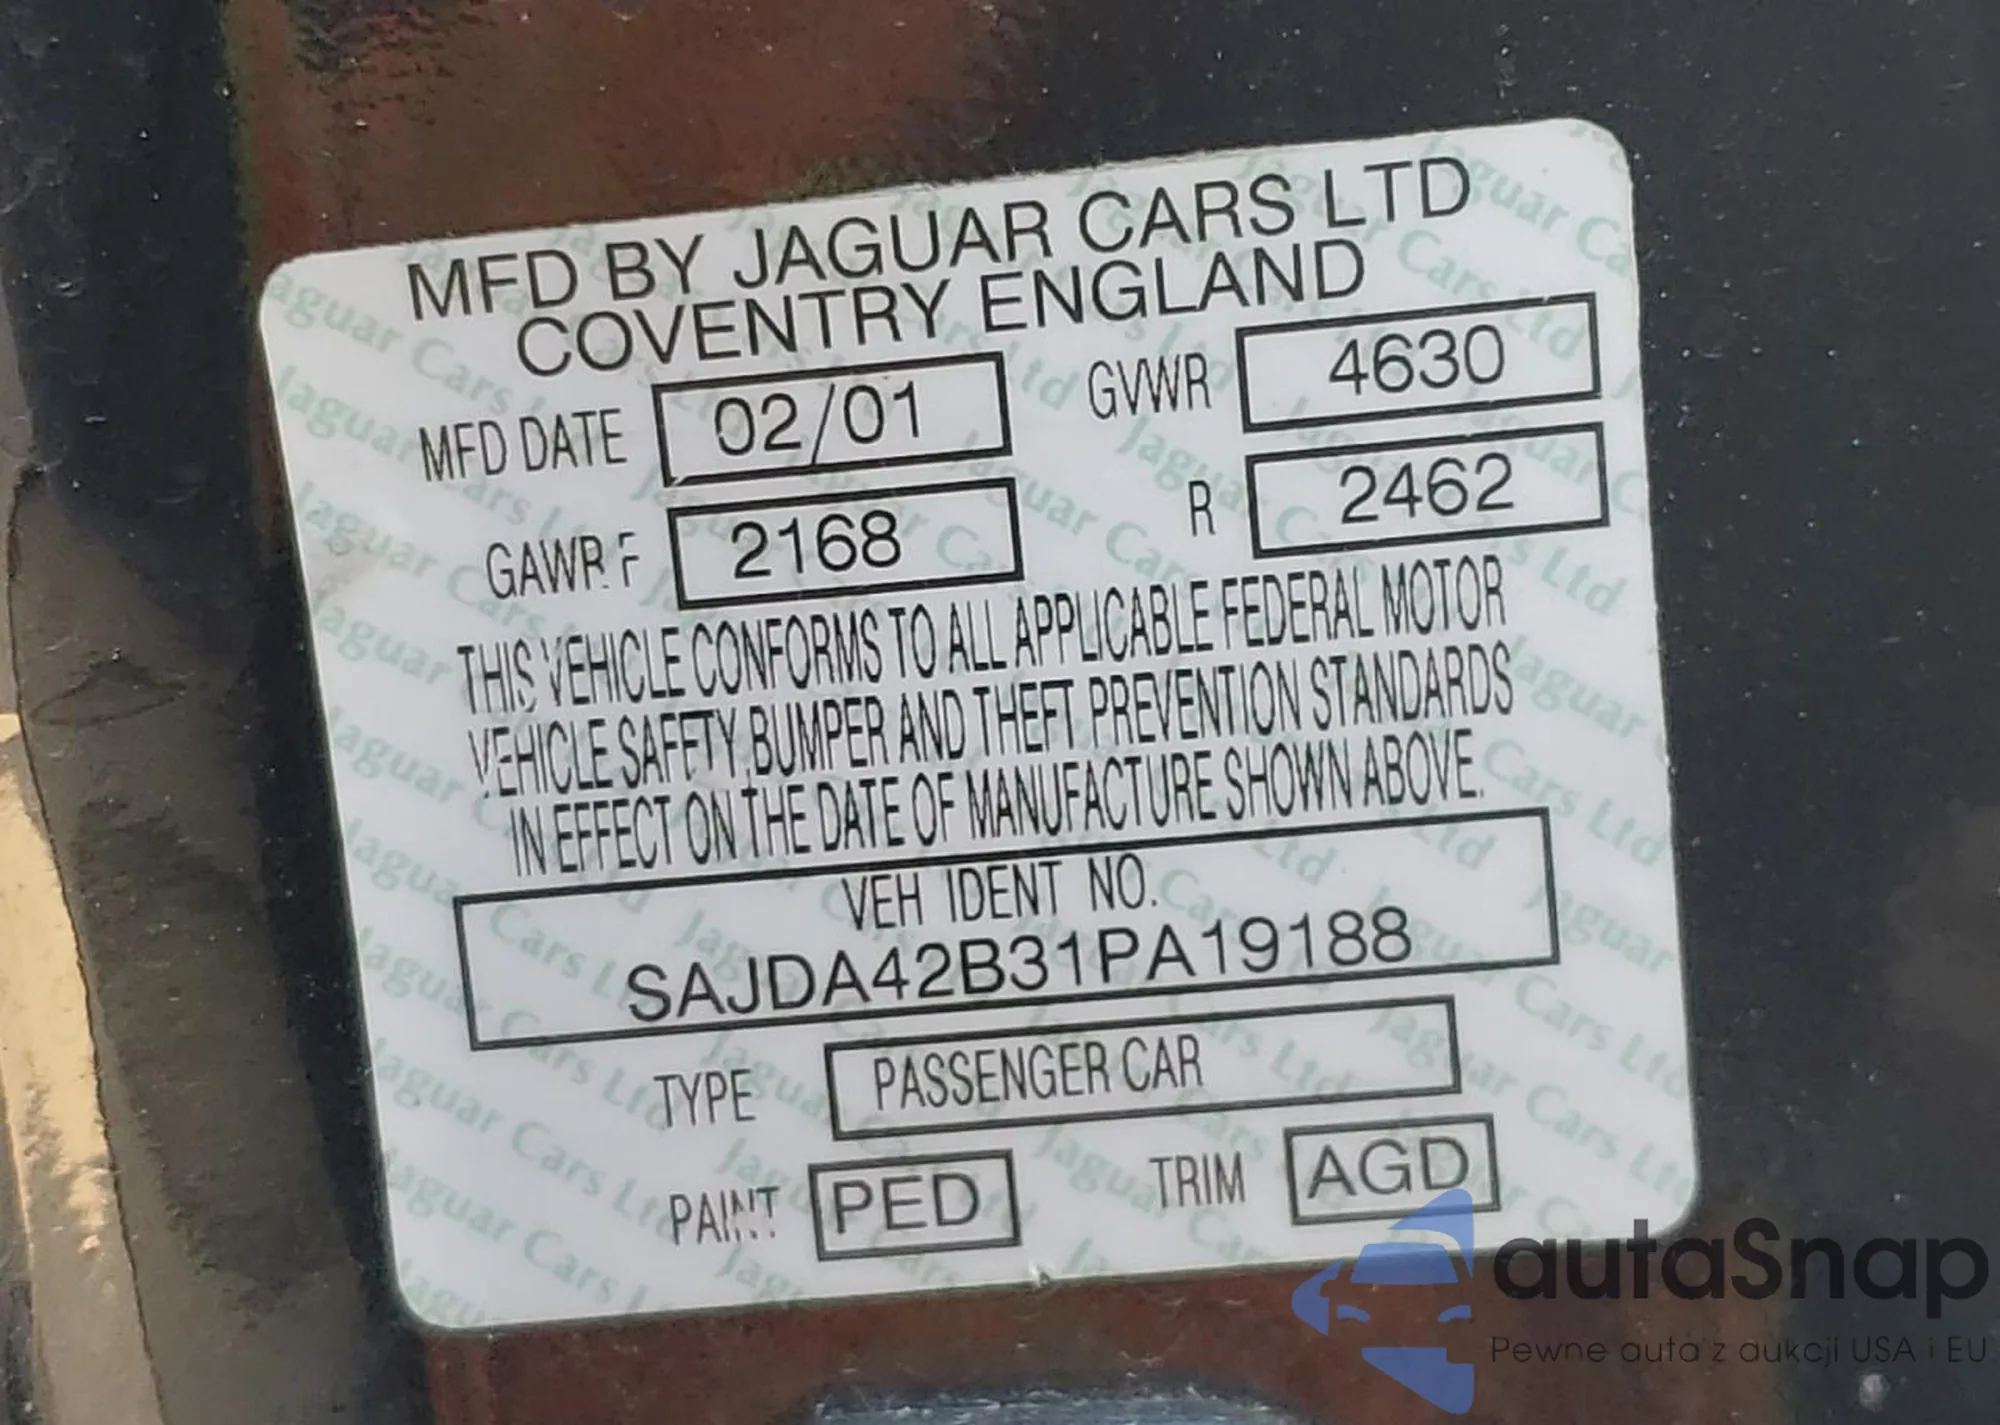 MFD BY JAGUAR CARS LTD
COVENTRY ENGLAND
MFD DATE 02/01 GVWR 4630
GAWR F 2168 R 2462
THIS VEHICLE CONFORMS TO ALL APPLICABLE FEDERAL MOTOR
VEHICLE SAFETY, BUMPER AND THEFT PREVENTION STANDARDS
IN EFFECT ON THE DATE OF MANUFACTURE SHOWN ABOVE.
VEH IDENT NO.
SAJDA42B31PA19188
TYPE PASSENGER CAR
PAINT PED TRIM AGD
autaSnap
Pewne auta z aukcji USA i EU